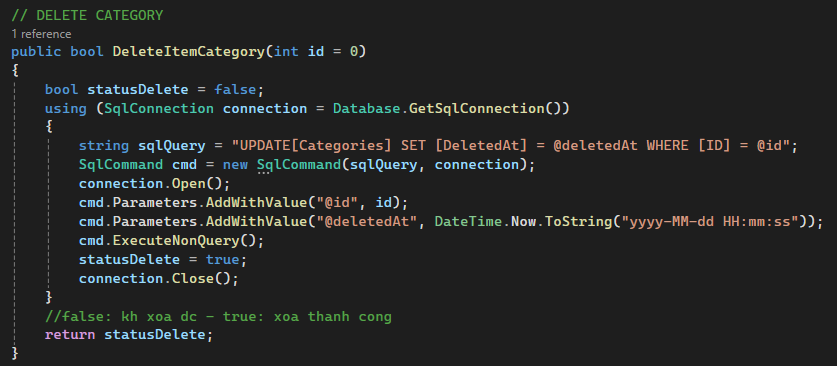 // DELETE CATEGORY
1 reference
public bool DeleteItemCategory(int id = 0)
{
    bool statusDelete = false;
    using (SqlConnection connection = Database.GetSqlConnection())
    {
        string sqlQuery = "UPDATE[Categories] SET [DeletedAt] = @deletedAt WHERE [ID] = @id";
        SqlCommand cmd = new SqlCommand(sqlQuery, connection);
        connection.Open();
        cmd.Parameters.AddWithValue("@id", id);
        cmd.Parameters.AddWithValue("@deletedAt", DateTime.Now.ToString("yyyy-MM-dd HH:mm:ss"));
        cmd.ExecuteNonQuery();
        statusDelete = true;
        connection.Close();
    }
    //false: kh xoa dc - true: xoa thanh cong
    return statusDelete;
}